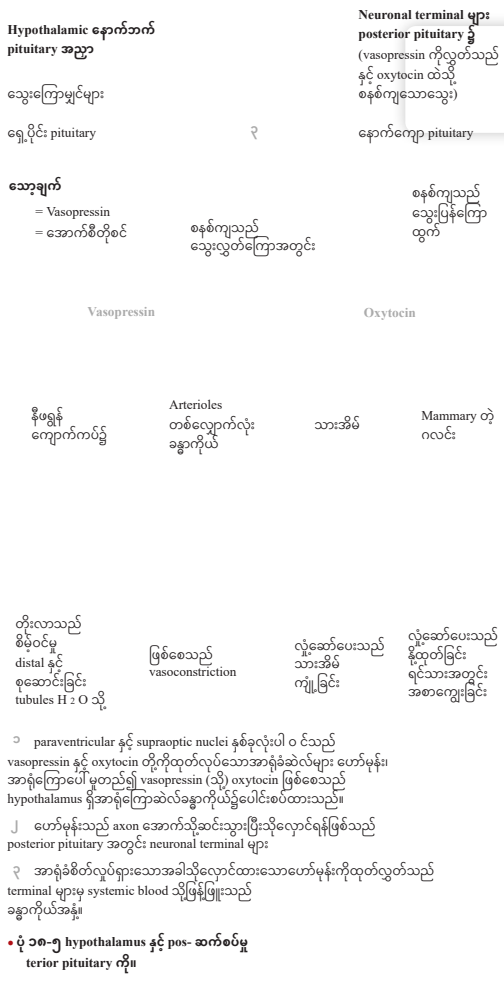 Hypothalamic နောက်ဘက်
pituitary အညှာ
Neuronal terminal များ
posterior pituitary ၌
(vasopressin ကိုလွှတ်သည်
နှင့် oxytocin ထဲသို့
စနစ်ကျသောသွေး)
သွေးကြောမျှင်များ
ရှေ့ပိုင်း pituitary
၃
နောက်ကျော pituitary
သော့ချက်
= Vasopressin
= အောက်စီတိုစင်
စနစ်ကျသည်
သွေးလွှတ်ကြောအတွင်း
စနစ်ကျသည်
သွေးပြန်ကြော
ထွက်
Vasopressin
Oxytocin
နီဖရွန်
ကျောက်ကပ်၌
Arterioles
တစ်လျှောက်လုံး
ခန္ဓာကိုယ်
သားအိမ်
Mammary တဲ့
ဂလင်း
တိုးလာသည်
စိမ့်ဝင်မှု
distal နှင့်
စုဆောင်းခြင်း
tubules H 2 O သို့
ဖြစ်စေသည်
vasoconstriction
လှုံ့ဆော်ပေးသည်
သားအိမ်
ကျုံ့ခြင်း
လှုံ့ဆော်ပေးသည်
နို့ထုတ်ခြင်း
ရင်သားအတွင်း
အစာကျွေးခြင်း
၁ paraventricular နှင့် supraoptic nuclei နှစ်ခုလုံးပါ ဝ င်သည်
vasopressin နှင့် oxytocin တို့ကိုထုတ်လုပ်သောအာရုံခံဆဲလ်များ ဟော်မုန်း၊
အာရုံကြောပေါ် မူတည်၍ vasopressin (သို့) oxytocin ဖြစ်စေသည်
hypothalamus ရှိအာရုံကြောဆဲလ်ခန္ဓာကိုယ်၌ပေါင်းစပ်ထားသည်။
၂ ဟော်မုန်းသည် axon အောက်သို့ဆင်းသွားပြီးသိုလှောင်ရန်ဖြစ်သည်
posterior pituitary အတွင်း neuronal terminal များ
၃ အာရုံခံစိတ်လှုပ်ရှားသောအခါသိုလှောင်ထားသောဟော်မုန်းကိုထုတ်လွှတ်သည်
terminal များမှ systemic blood သို့ဖြန့်ဖြူးသည်
ခန္ဓာကိုယ်အနှံ့။
• ပုံ ၁၈-၅ hypothalamus နှင့် pos- ဆက်စပ်မှု
terior pituitary ကို။